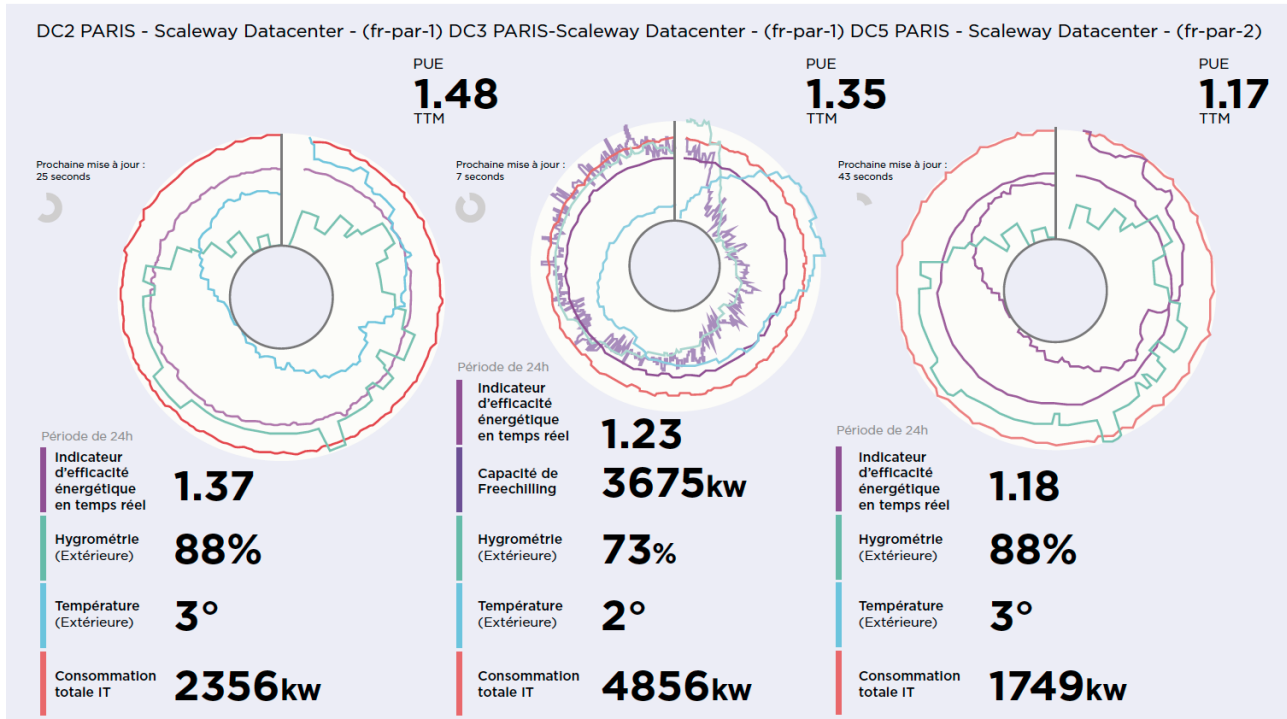 DC2 PARIS - Scaleway Datacenter - (fr-par-1) DC3 PARIS-Scaleway Datacenter - (fr-par-1) DC5 PARIS - Scaleway Datacenter - (fr-par-2)
PUE
1.48
TTM
Prochaine mise à jour :
25 seconds
Période de 24h
Indicateur
d'efficacité
énergétique
en temps réel
1.37
Hygrométrie
(Extérieure)
88%
Température
(Extérieure)
3°
Consommation
totale IT
2356kw
PUE
1.35
TTM
Prochaine mise à jour :
7 seconds
Période de 24h
Indicateur
d'efficacité
énergétique
en temps réel
1.23
Capacité de
Freechilling
3675kw
Hygrométrie
(Extérieure)
73%
Température
(Extérieure)
2°
Consommation
totale IT
4856kw
PUE
1.17
TTM
Prochaine mise à jour :
43 seconds
Période de 24h
Indicateur
d'efficacité
énergétique
en temps réel
1.18
Hygrométrie
(Extérieure)
88%
Température
(Extérieure)
3°
Consommation
totale IT
1749kw